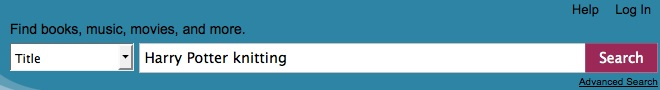 Help Log In
Find books, music, movies, and more.
Title Harry Potter knitting Search
Advanced Search